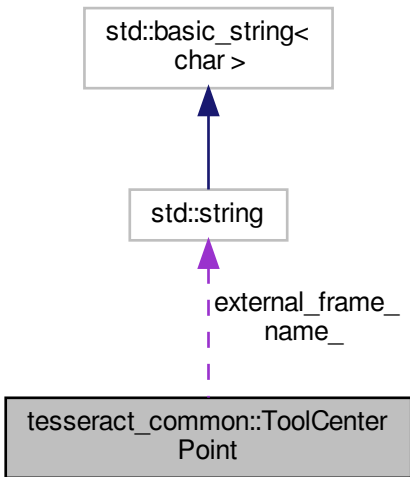 std::basic_string<
char >
std::string
external_frame_
name_
tesseract_common::ToolCenter
Point